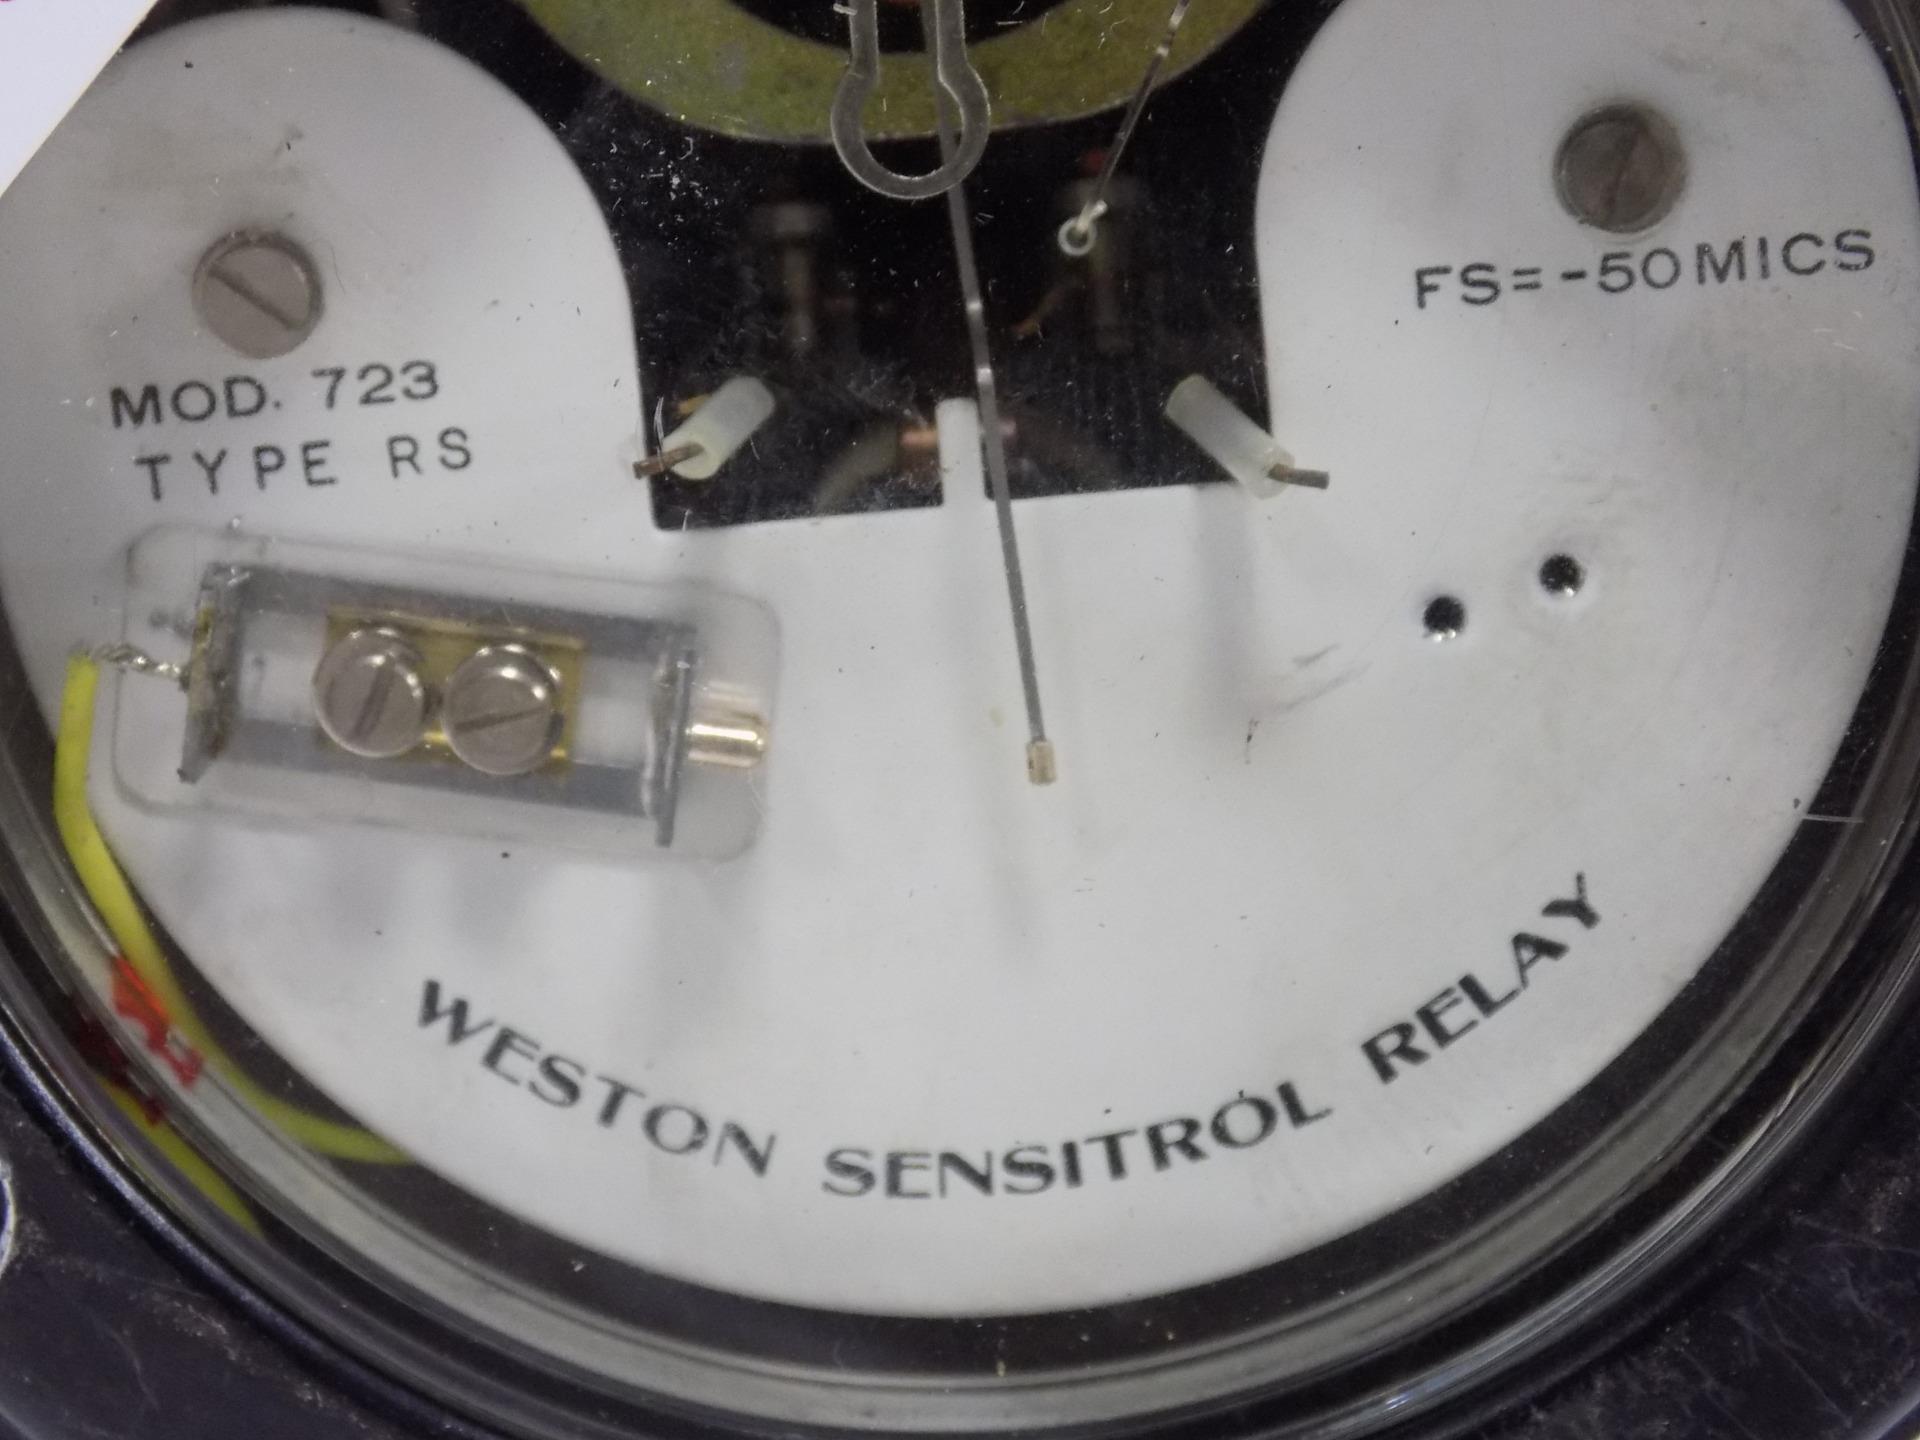 MOD. 723
TYPE RS
FS=-50MICS
WESTON SENSITROL RELAY